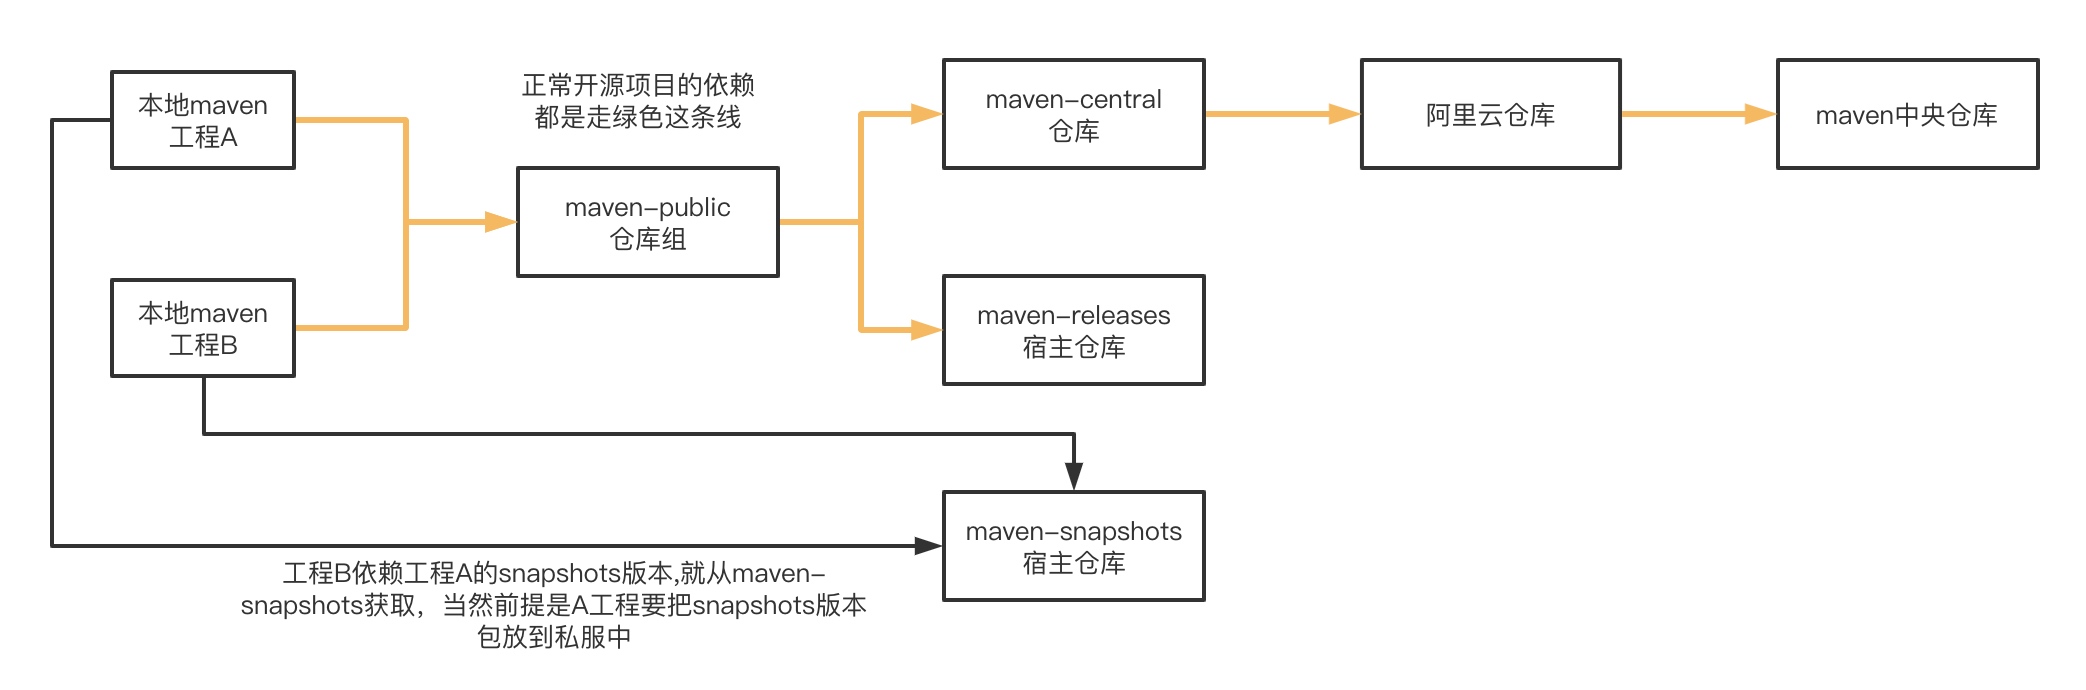 本地maven
工程A
正常开源项目的依赖
都是走绿色这条线
maven-central
仓库
阿里云仓库
maven中央仓库
maven-public
仓库组
本地maven
工程B
maven-releases
宿主仓库
maven-snapshots
宿主仓库
工程B依赖工程A的snapshots版本,就从maven-
snapshots获取，当然前提是A工程要把snapshots版本
包放到私服中